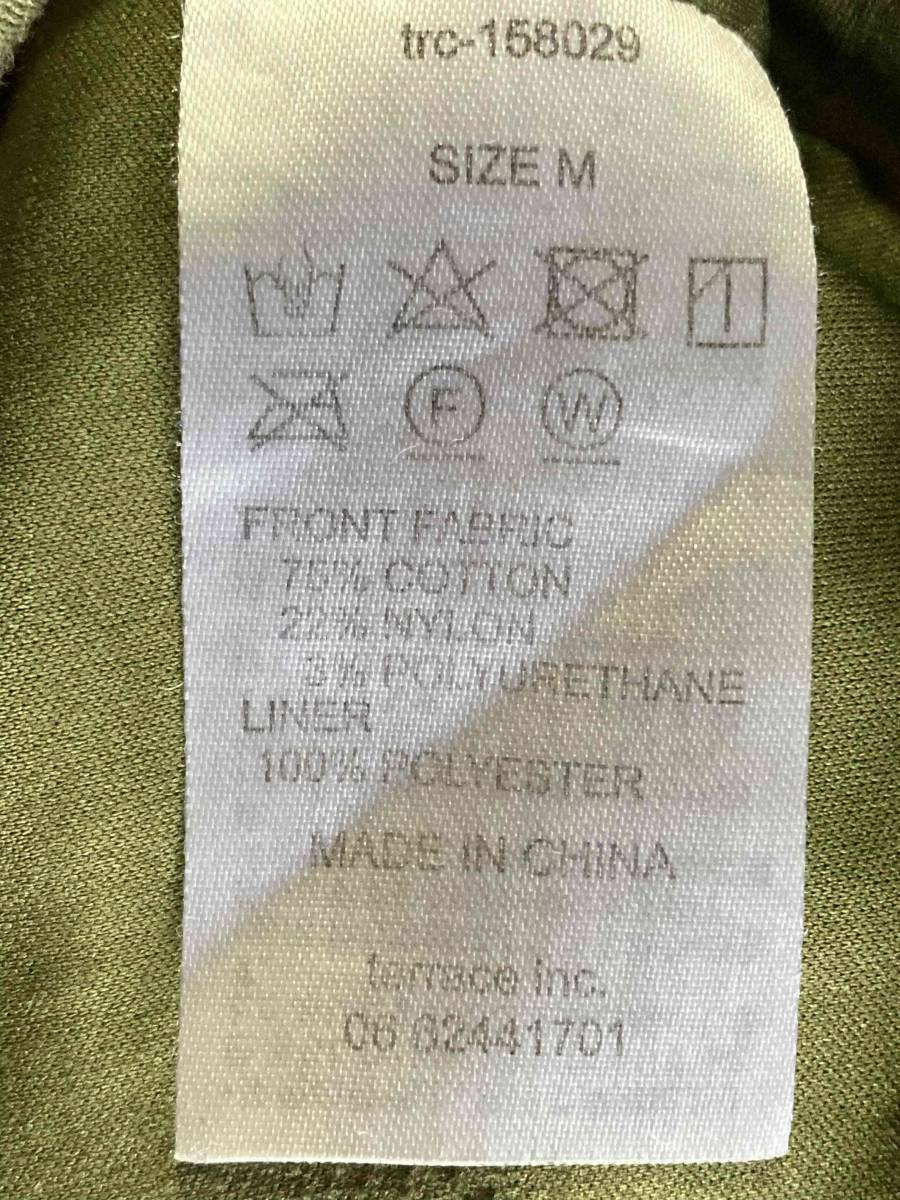 trc-158029
SIZE M
F W
FRONT FABRIC
75% COTTON
22% NYLON
3% POLYURETHANE
LINER
100% POLYESTER
MADE IN CHINA
terrace inc.
06 62441701